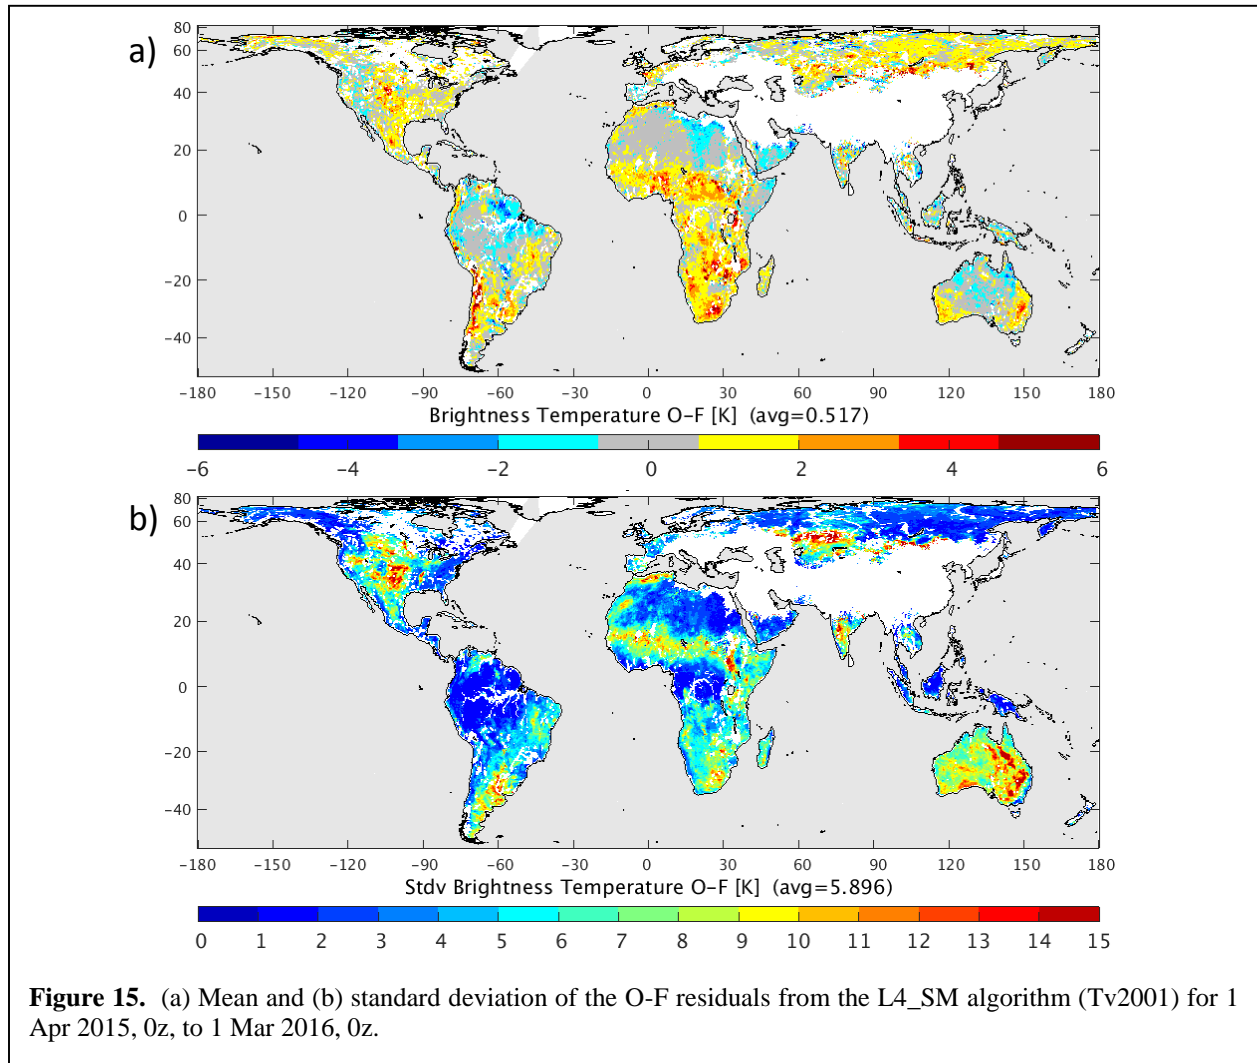 a)
80
60
40
20
0
−20
−40
−180 −150 −120 −90 −60 −30 0 30 60 90 120 150 180
Brightness Temperature O−F [K] (avg=0.517)
−6 −4 −2 0 2 4 6
b)
80
60
40
20
0
−20
−40
−180 −150 −120 −90 −60 −30 0 30 60 90 120 150 180
Stdv Brightness Temperature O−F [K] (avg=5.896)
0 1 2 3 4 5 6 7 8 9 10 11 12 13 14 15
Figure 15. (a) Mean and (b) standard deviation of the O-F residuals from the L4_SM algorithm (Tv2001) for 1
Apr 2015, 0z, to 1 Mar 2016, 0z.